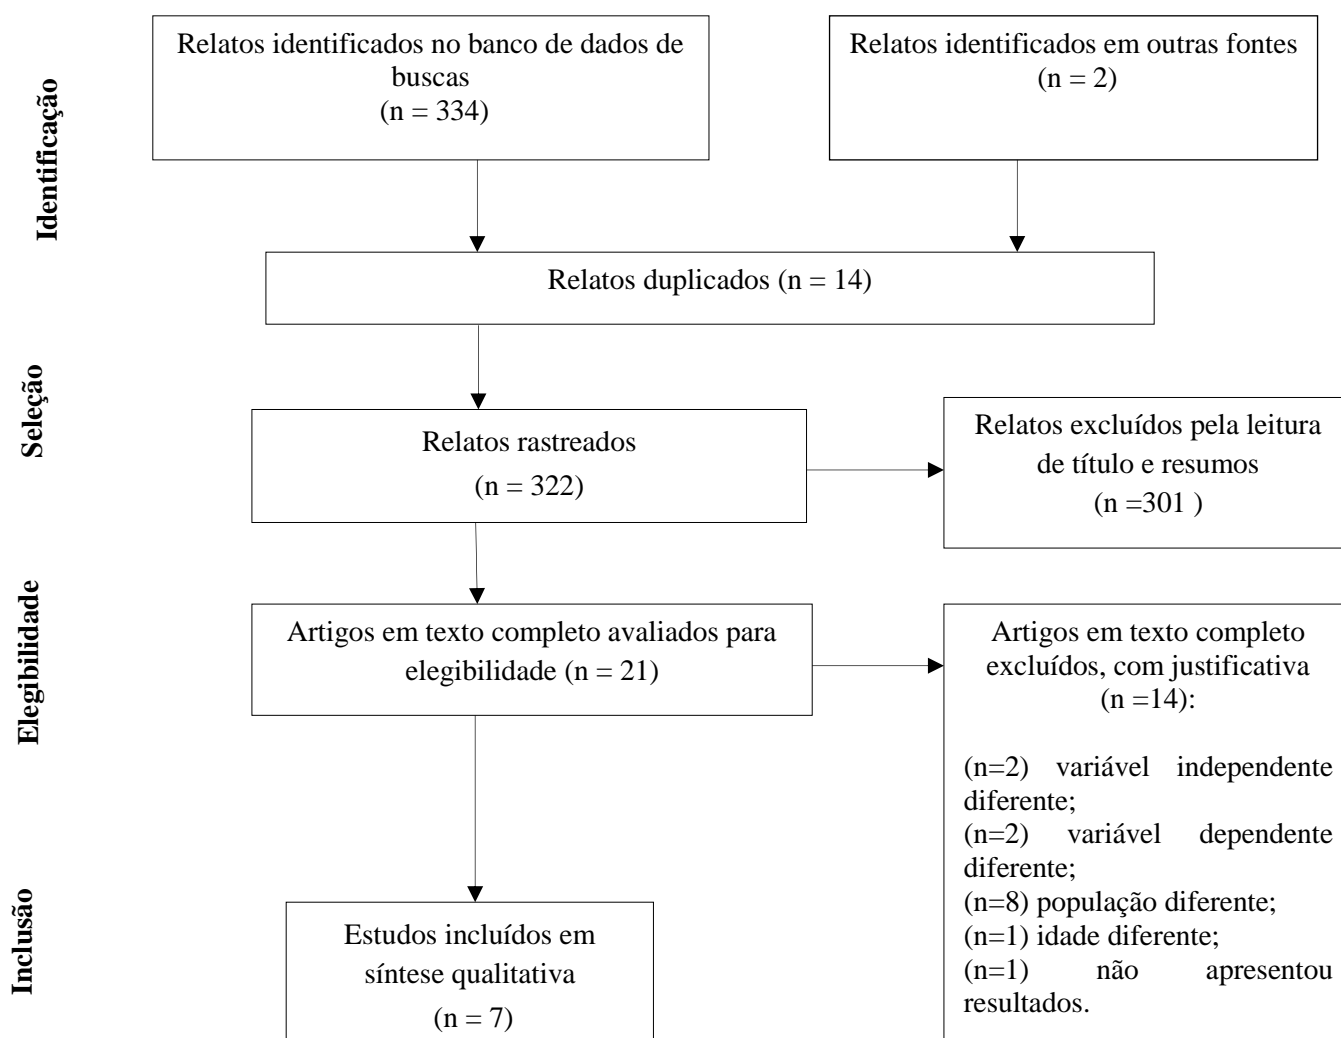 Identificação
Relatos identificados no banco de dados de
buscas
(n = 334)
Relatos identificados em outras fontes
(n = 2)
Relatos duplicados (n = 14)
Seleção
Relatos rastreados
(n = 322)
Relatos excluídos pela leitura
de título e resumos
(n =301 )
Elegibilidade
Artigos em texto completo avaliados para
elegibilidade (n = 21)
Artigos em texto completo
excluídos, com justificativa
(n =14):
(n=2) variável independente
diferente;
(n=2) variável dependente
diferente;
(n=8) população diferente;
(n=1) idade diferente;
(n=1) não apresentou
resultados.
Inclusão
Estudos incluídos em
síntese qualitativa
(n = 7)